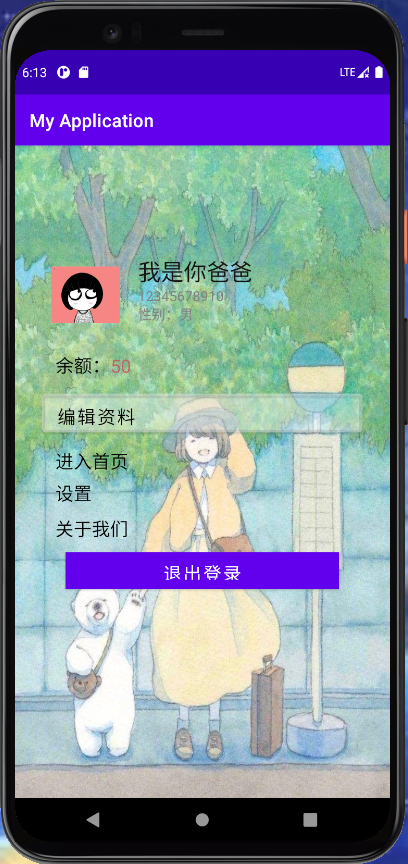 6:13
LTE
My Application
我是你爸爸
12345678910
性别：男
余额：50
编辑资料
进入首页
设置
关于我们
退出登录